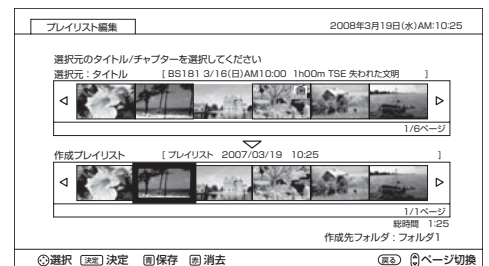 プレイリスト編集 2008年3月19日(水)AM:10:25
選択元のタイトル/チャプターを選択してください
選択元：タイトル [ BS181 3/16(日)AM10:00 1h00m TSE 失われた文明 ]
1/6ページ
作成プレイリスト [ プレイリスト 2007/03/19 10:25 ]
1/1ページ
総時間 1:25
作成先フォルダ：フォルダ1
選択 決定 決定 青 保存 赤 消去 戻る ページ切換